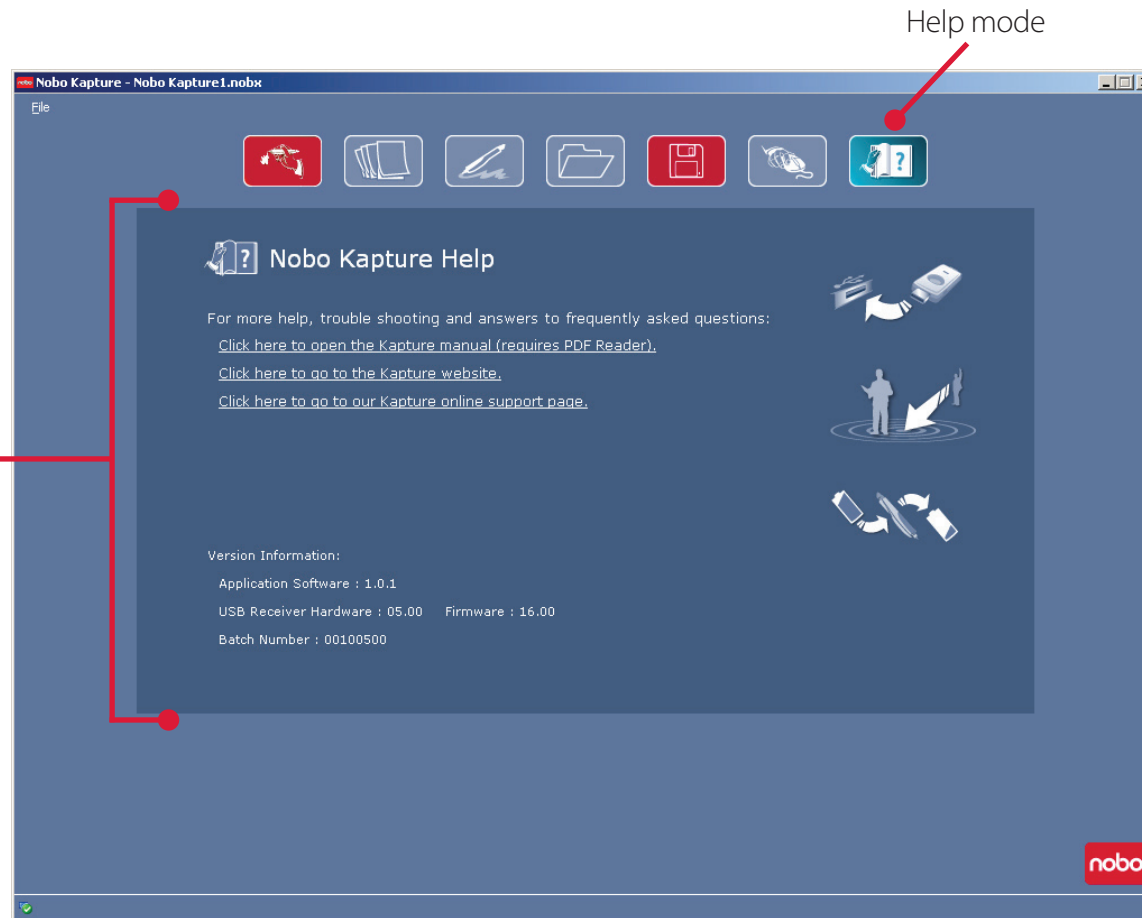 Help mode
nobo Nobo Kapture - Nobo Kapture1.nobx
File
?
? Nobo Kapture Help
For more help, trouble shooting and answers to frequently asked questions:
Click here to open the Kapture manual (requires PDF Reader).
Click here to go to the Kapture website.
Click here to go to our Kapture online support page.
Version Information:
Application Software : 1.0.1
USB Receiver Hardware : 05.00 Firmware : 16.00
Batch Number : 00100500
nobo